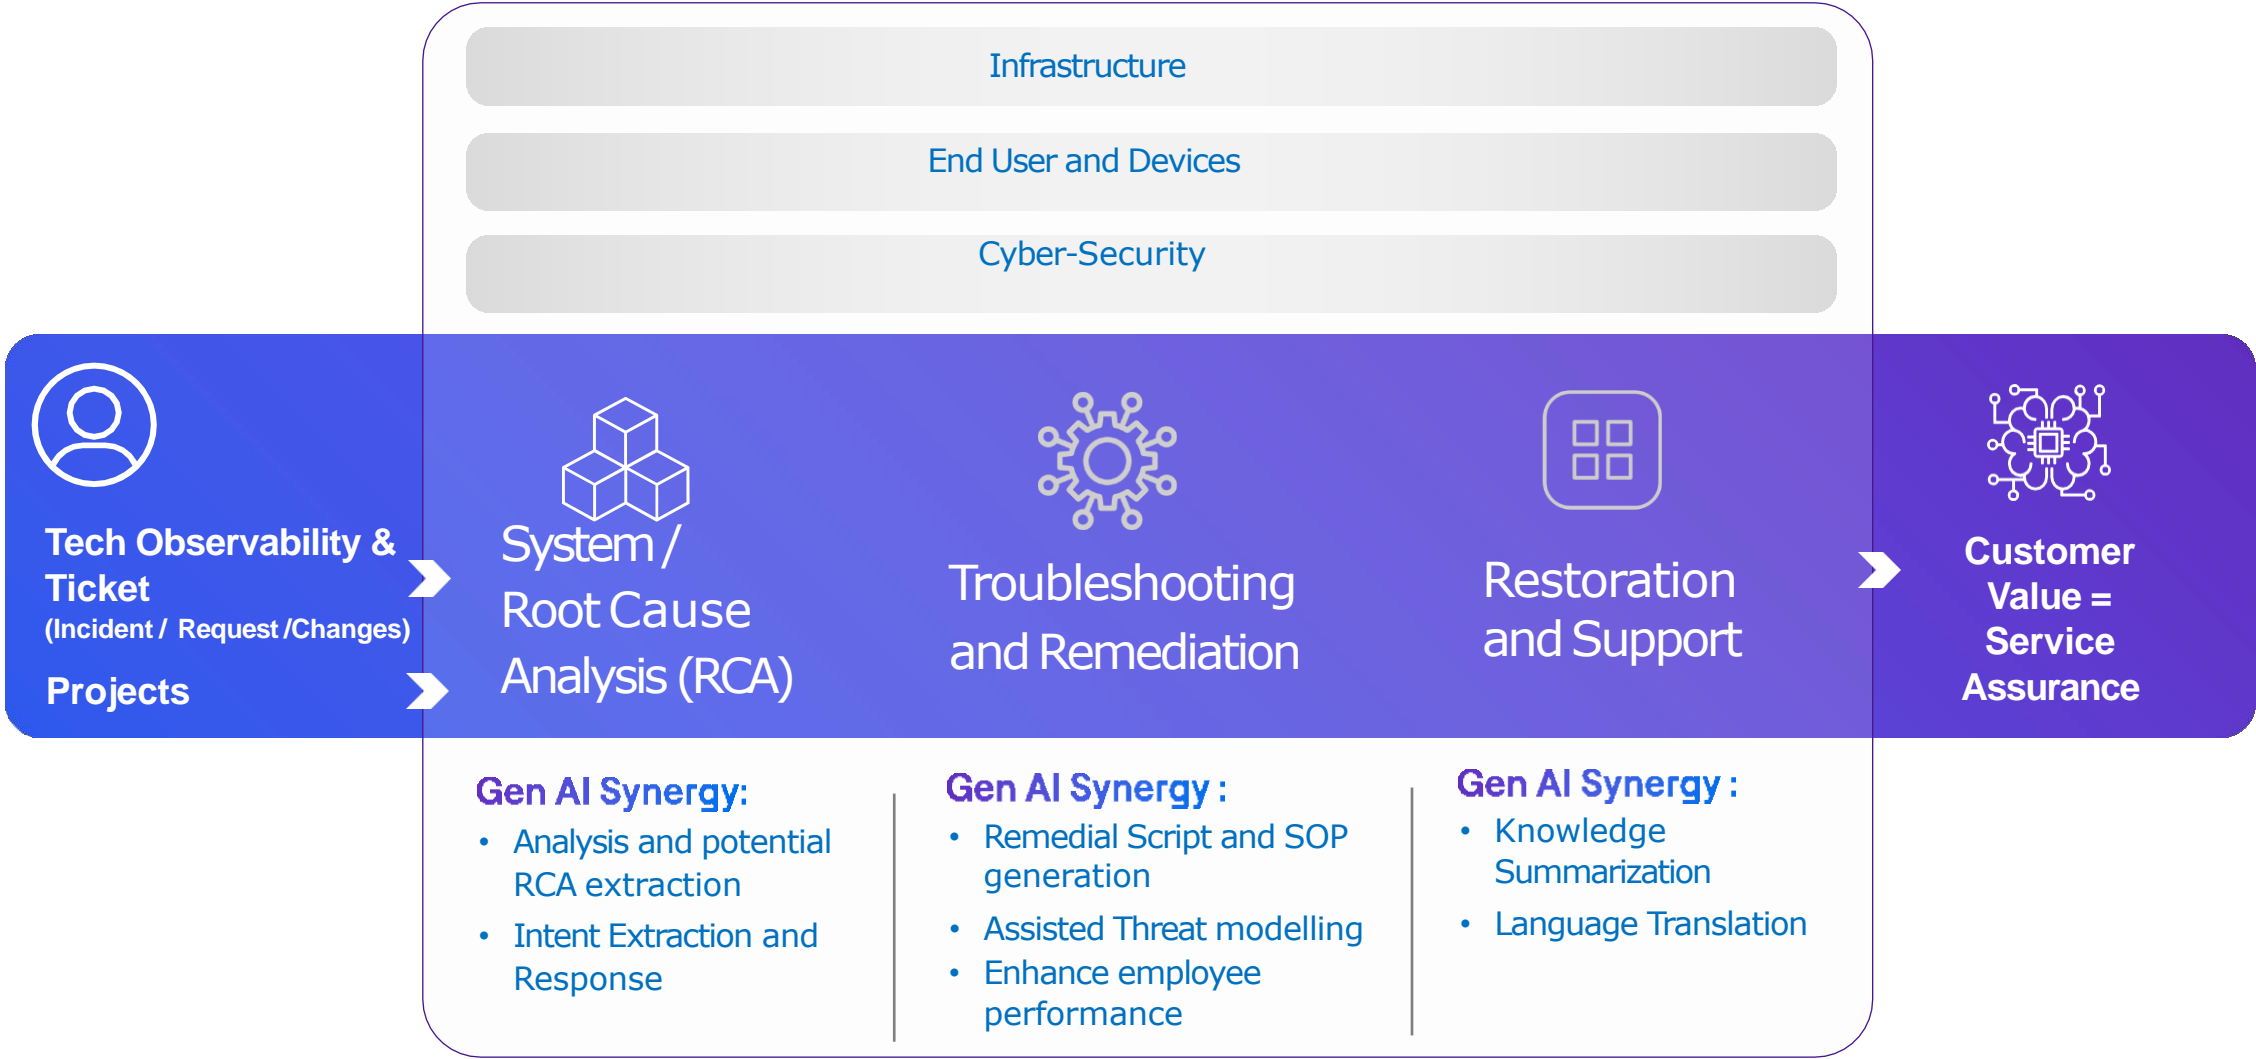 Infrastructure
End User and Devices
Cyber-Security
Tech Observability &
Ticket
(Incident / Request /Changes)
Projects
System /
Root Cause
Analysis (RCA)
Troubleshooting
and Remediation
Restoration
and Support
Customer
Value =
Service
Assurance
Gen AI Synergy:
• Analysis and potential
RCA extraction
• Intent Extraction and
Response
Gen AI Synergy :
• Remedial Script and SOP
generation
• Assisted Threat modelling
• Enhance employee
performance
Gen AI Synergy :
• Knowledge
Summarization
• Language Translation